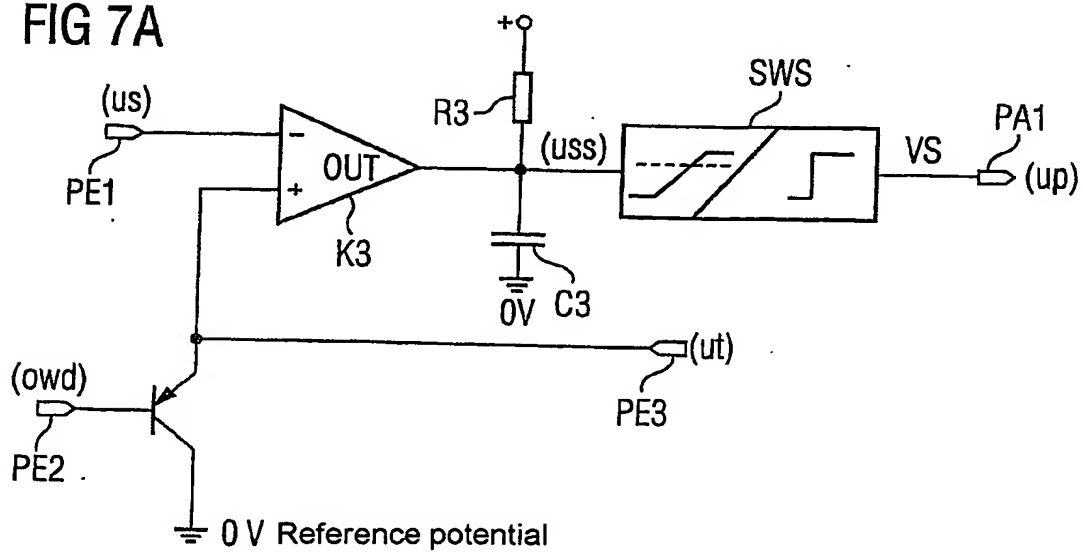 FIG 7A
+
SWS
(us)
R3
PA1
−
OUT
(uss)
VS
(up)
PE1
+
K3
0V
C3
(ut)
(owd)
PE3
PE2
0 V Reference potential